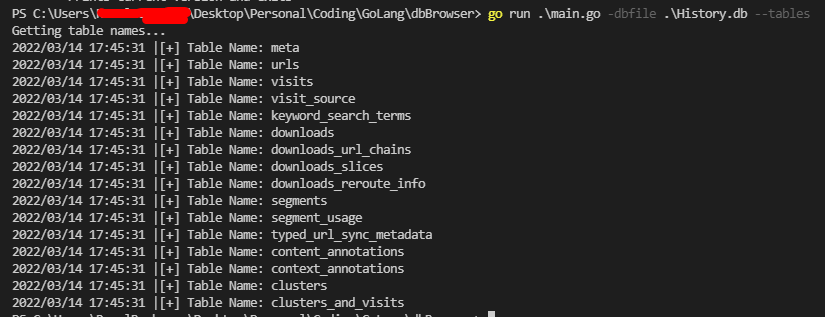 PS C:\Users\ \Desktop\Personal\Coding\GoLang\dbBrowser> go run .\main.go -dbfile .\History.db --tables
Getting table names...
2022/03/14 17:45:31 |[+] Table Name: meta
2022/03/14 17:45:31 |[+] Table Name: urls
2022/03/14 17:45:31 |[+] Table Name: visits
2022/03/14 17:45:31 |[+] Table Name: visit_source
2022/03/14 17:45:31 |[+] Table Name: keyword_search_terms
2022/03/14 17:45:31 |[+] Table Name: downloads
2022/03/14 17:45:31 |[+] Table Name: downloads_url_chains
2022/03/14 17:45:31 |[+] Table Name: downloads_slices
2022/03/14 17:45:31 |[+] Table Name: downloads_reroute_info
2022/03/14 17:45:31 |[+] Table Name: segments
2022/03/14 17:45:31 |[+] Table Name: segment_usage
2022/03/14 17:45:31 |[+] Table Name: typed_url_sync_metadata
2022/03/14 17:45:31 |[+] Table Name: content_annotations
2022/03/14 17:45:31 |[+] Table Name: context_annotations
2022/03/14 17:45:31 |[+] Table Name: clusters
2022/03/14 17:45:31 |[+] Table Name: clusters_and_visits